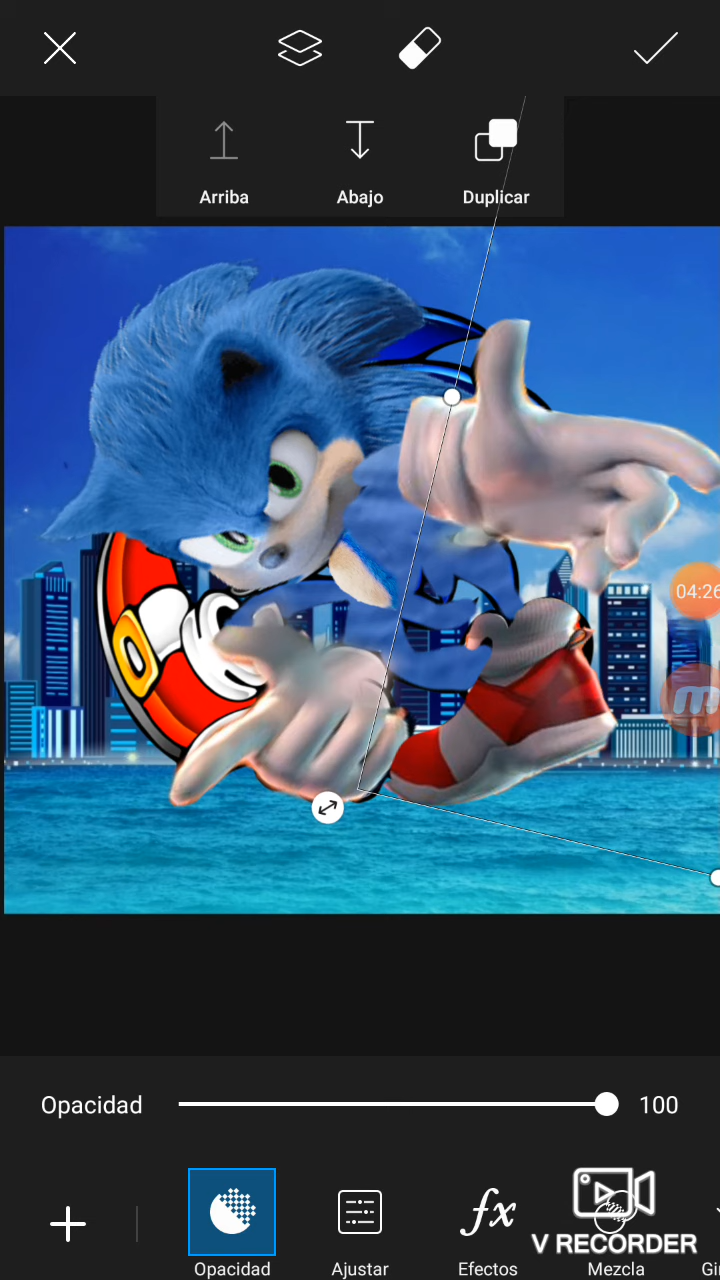 Arriba
Abajo
Duplicar
04:26
Opacidad
100
Opacidad
Ajustar
fx
Efectos
V RECORDER
Mezcla